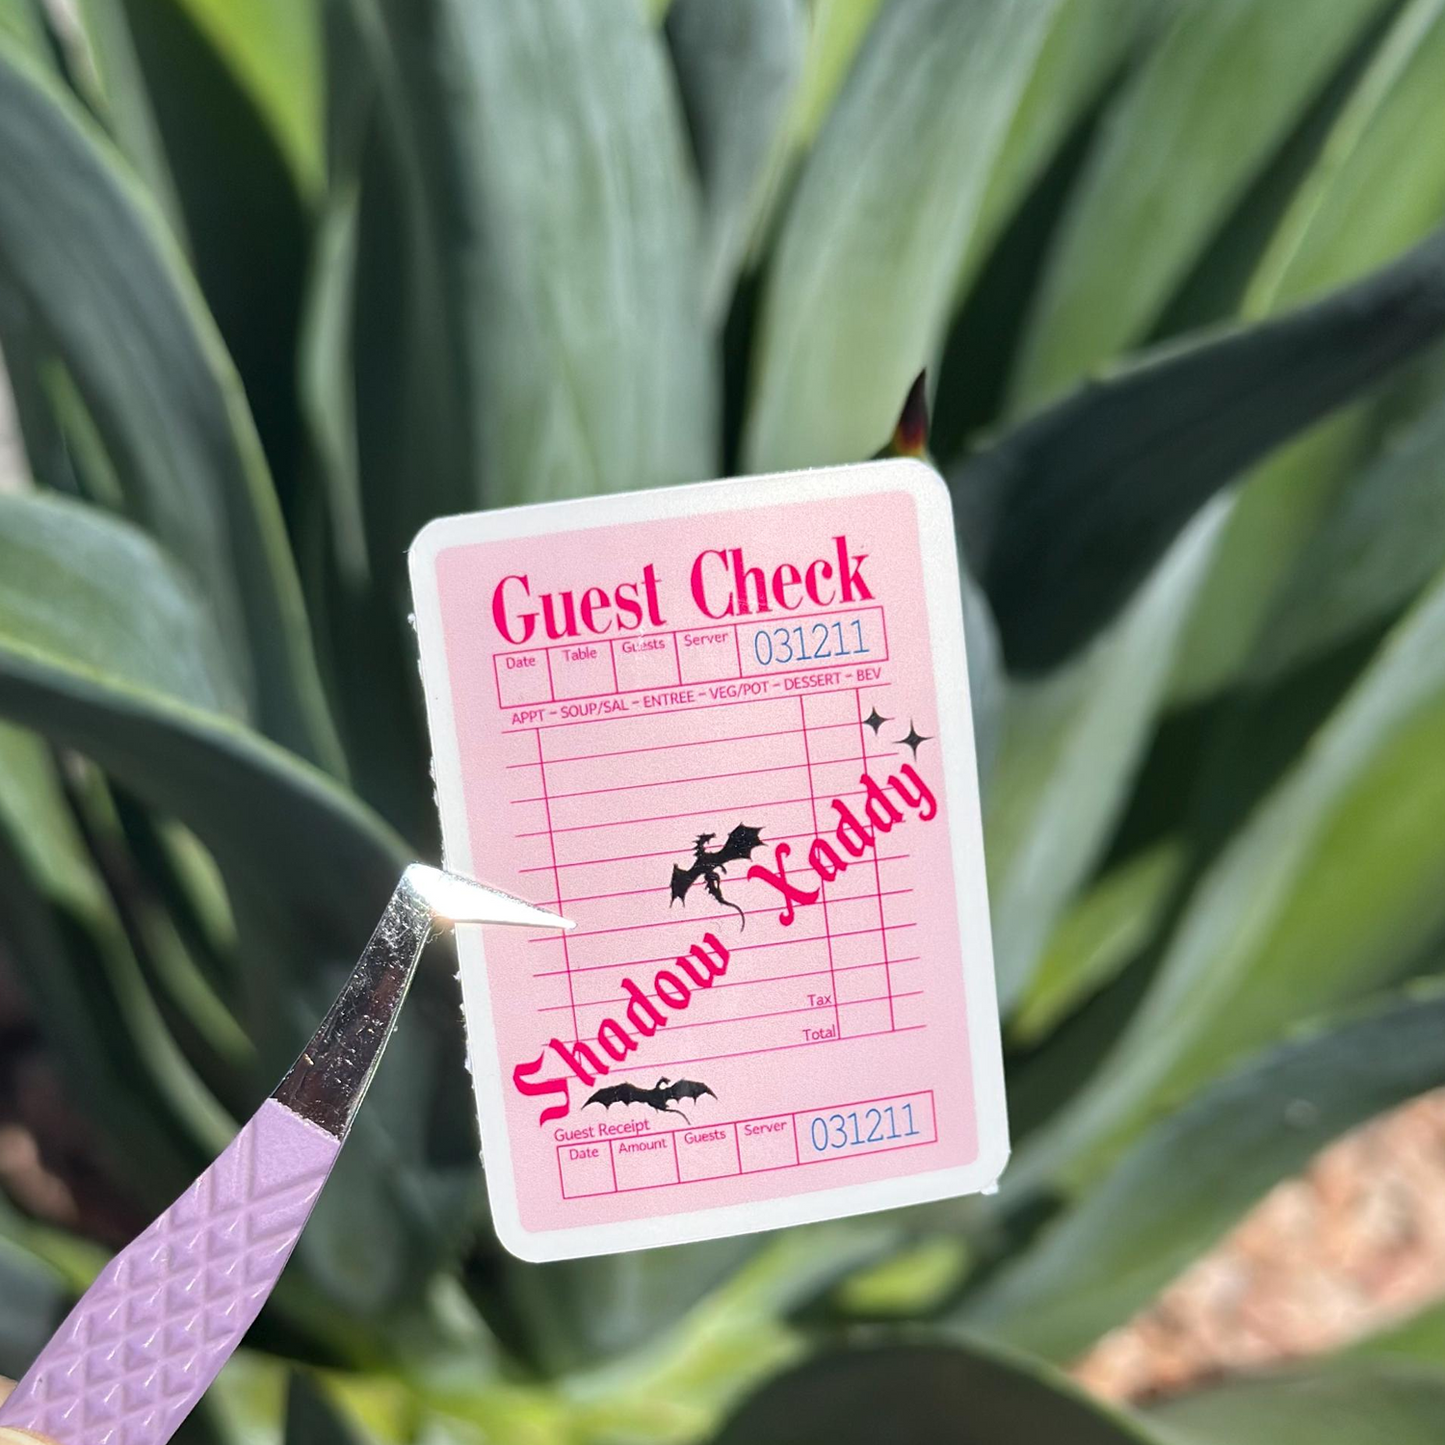 Guest Check
Date Table Guests Server 031211
APPT - SOUP/SAL - ENTREE - VEG/POT - DESSERT - BEV
Shadow Xaddy
Tax
Total
Guest Receipt
Date Amount Guests Server 031211